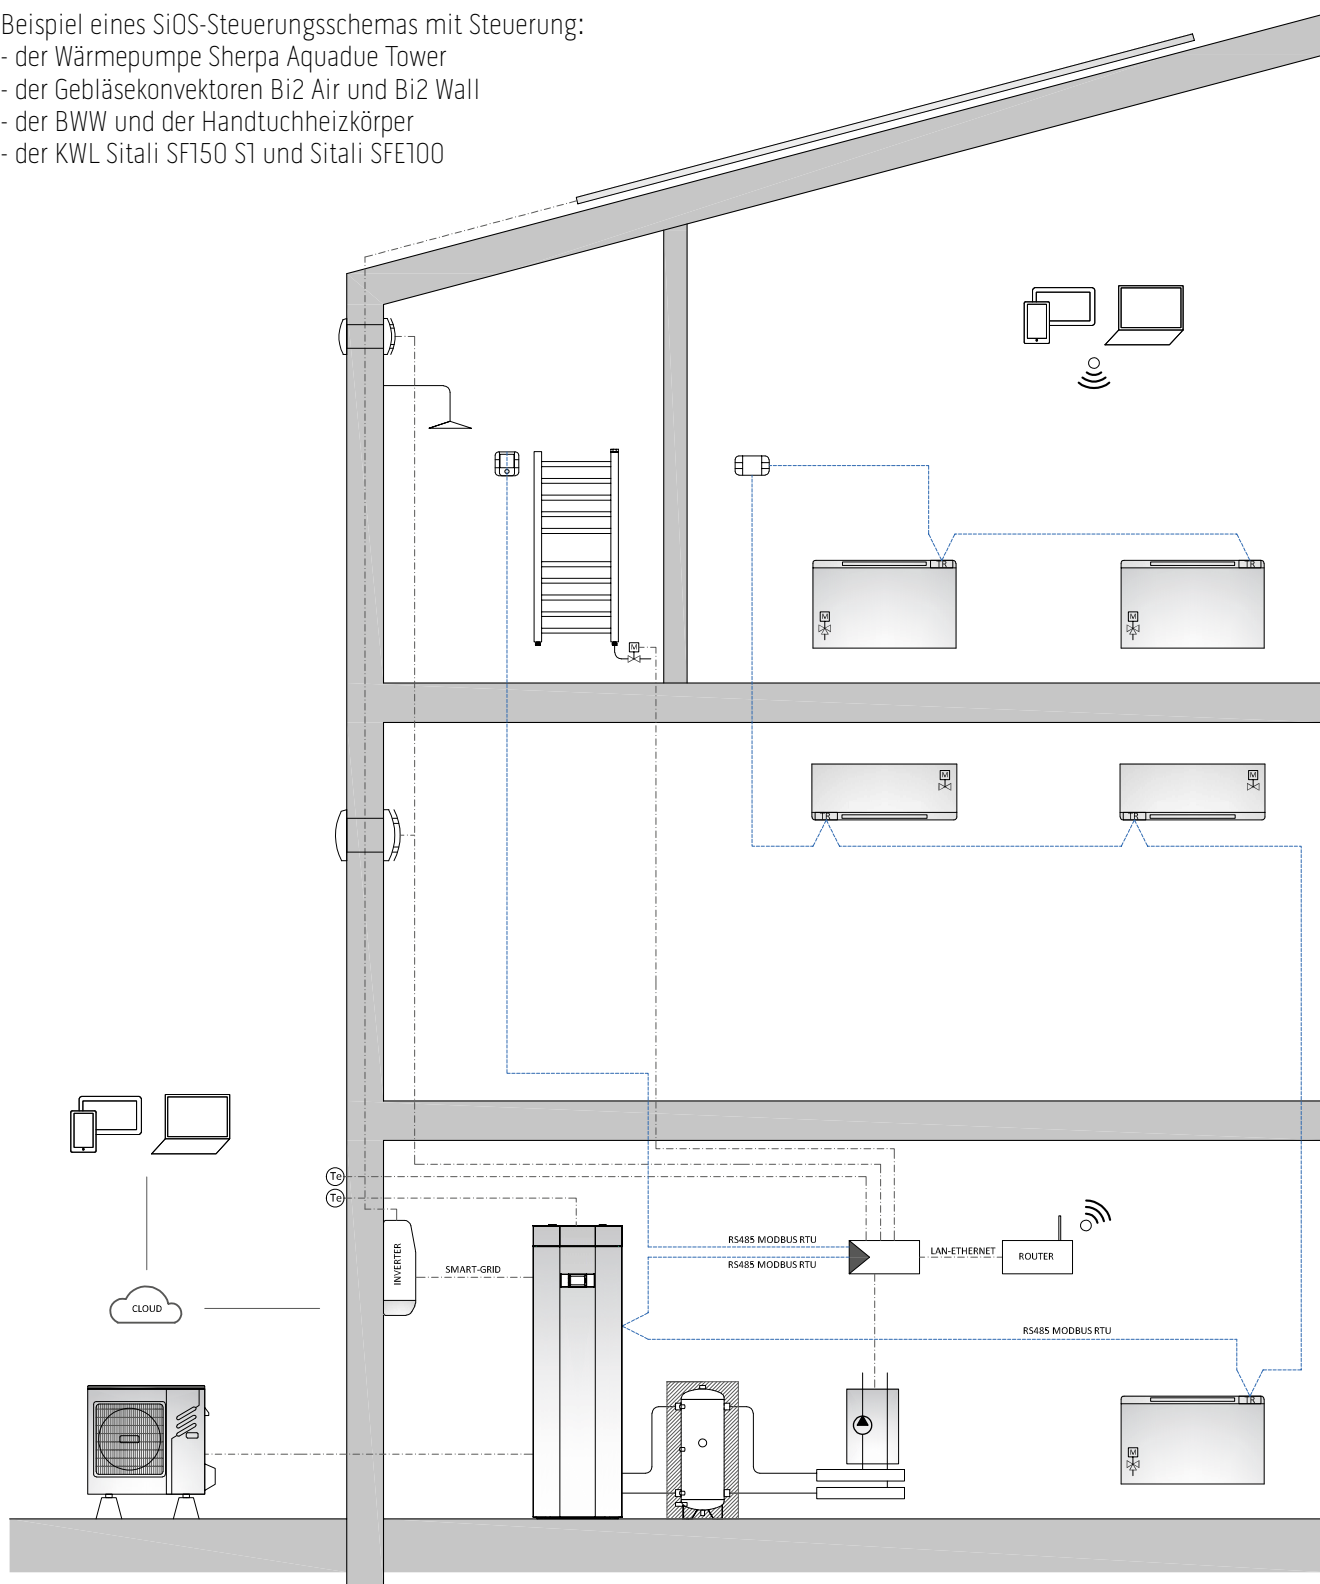 Beispiel eines SiOS-Steuerungsschemas mit Steuerung:
- der Wärmepumpe Sherpa Aquadue Tower
- der Gebläsekonvektoren Bi2 Air und Bi2 Wall
- der BWW und der Handtuchheizkörper
- der KWL Sitali SF150 S1 und Sitali SFE100
TR
TR
M
M
M
M
M
TR
TR
Te
Te
RS485 MODBUS RTU
LAN-ETHERNET
ROUTER
INVERTER
SMART-GRID
RS485 MODBUS RTU
CLOUD
RS485 MODBUS RTU
TR
M